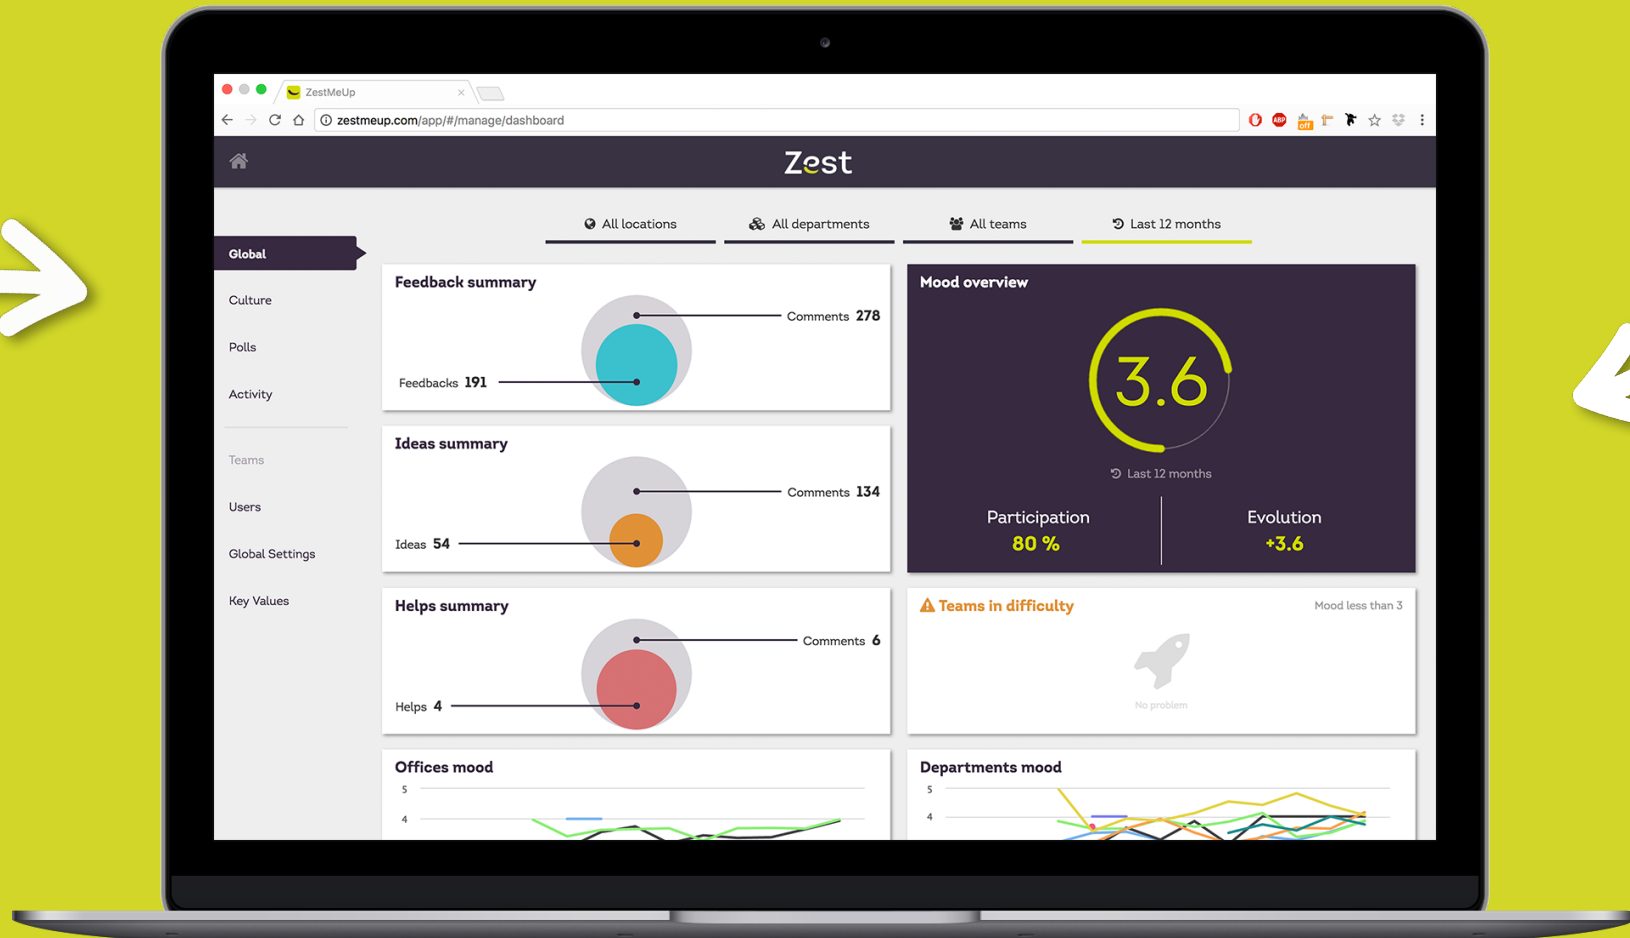 ZestMeUp
zestmeup.com/app/#/manage/dashboard
ABP
off
Zest
All locations
All departments
All teams
Last 12 months
Global
Culture
Polls
Activity
Teams
Users
Global Settings
Key Values
Feedback summary
Comments 278
Feedbacks 191
Ideas summary
Comments 134
Ideas 54
Helps summary
Comments 6
Helps 4
Mood overview
3.6
Last 12 months
Participation
80 %
Evolution
+3.6
Teams in difficulty
Mood less than 3
No problem
Offices mood
5
4
Departments mood
5
4